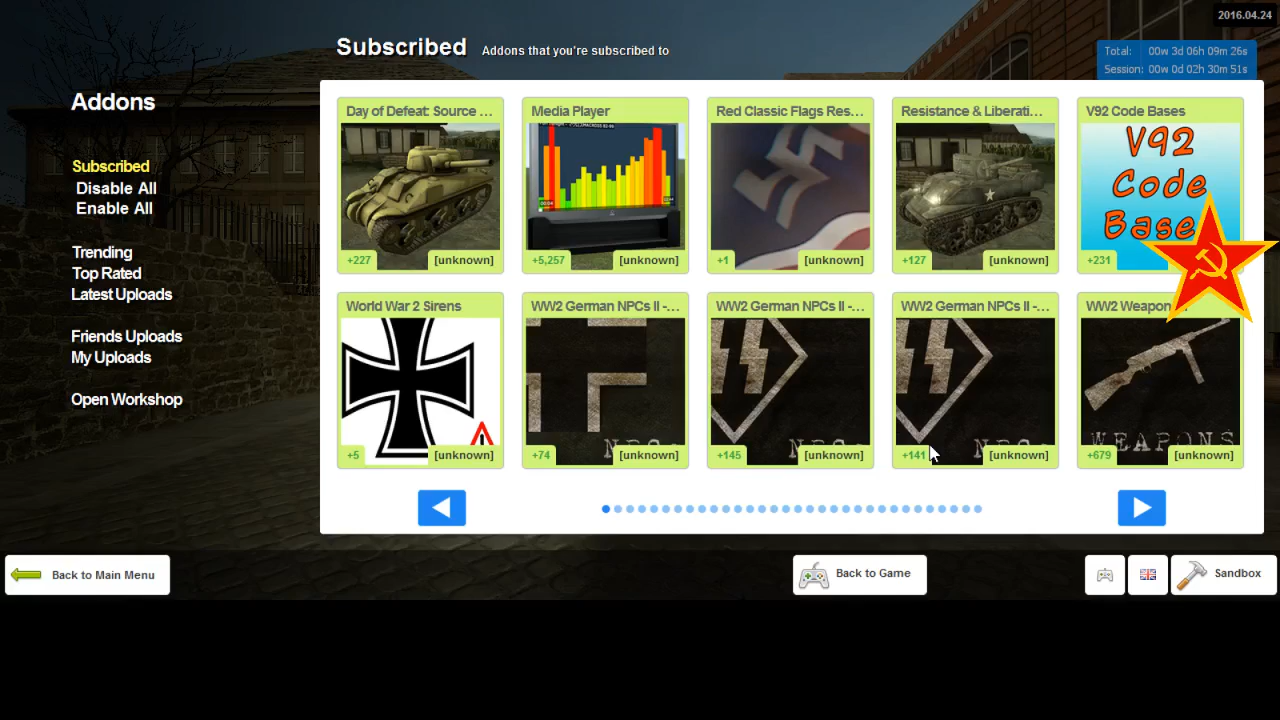 2016.04.24
Subscribed Addons that you're subscribed to
Total: 00w 3d 06h 09m 26s
Session: 00w 0d 02h 30m 51s
Addons
Subscribed
Disable All
Enable All
Trending
Top Rated
Latest Uploads
Friends Uploads
My Uploads
Open Workshop
Day of Defeat: Source ...
+227 [unknown]
Media Player
+5,257 [unknown]
Red Classic Flags Res...
+1 [unknown]
Resistance & Liberati...
+127 [unknown]
V92 Code Bases
V92
Code
Base
+231
World War 2 Sirens
+5 [unknown]
WW2 German NPCs II -...
NPC
+74 [unknown]
WW2 German NPCs II -...
NPC
+145 [unknown]
WW2 German NPCs II -...
NPC
+141 [unknown]
WW2 Weapon
WEAPONS
+679 [unknown]
Back to Main Menu
Back to Game
Sandbox